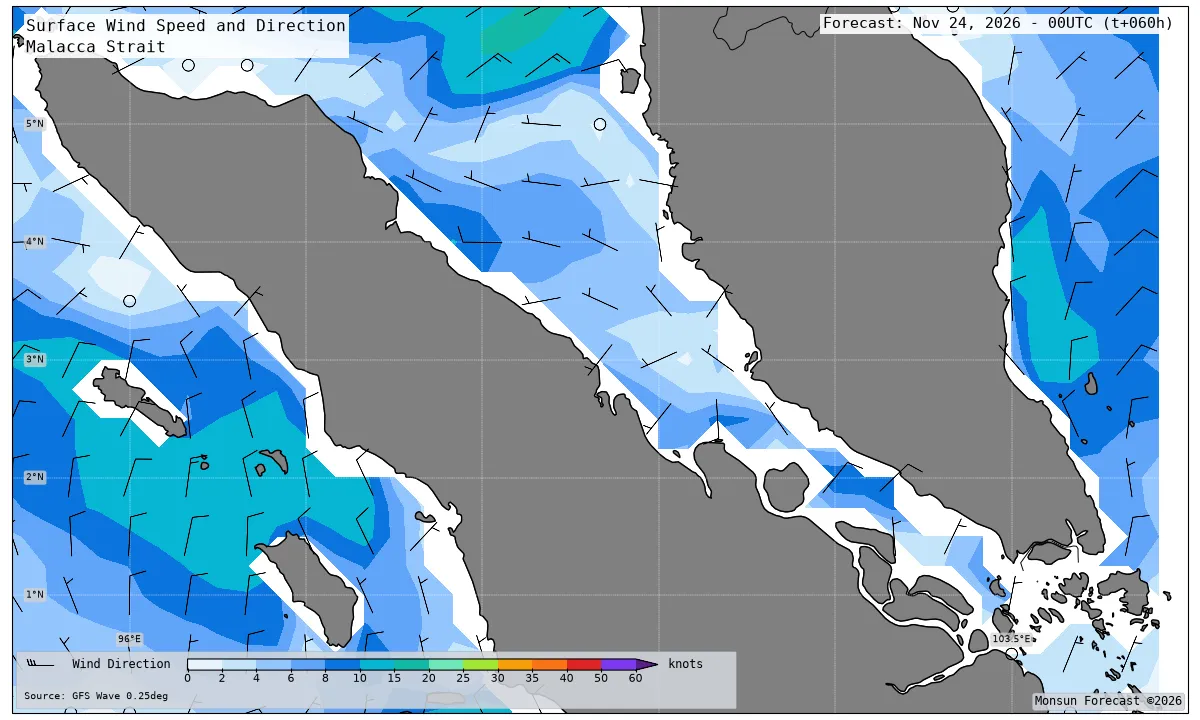 Surface Wind Speed and Direction
Malacca Strait
Forecast: Nov 24, 2026 - 00UTC (t+060h)
5°N
4°N
3°N
2°N
1°N
96°E
103.5°E
Wind Direction
knots
0 2 4 6 8 10 15 20 25 30 35 40 50 60
Source: GFS Wave 0.25deg
Monsun Forecast ©2026